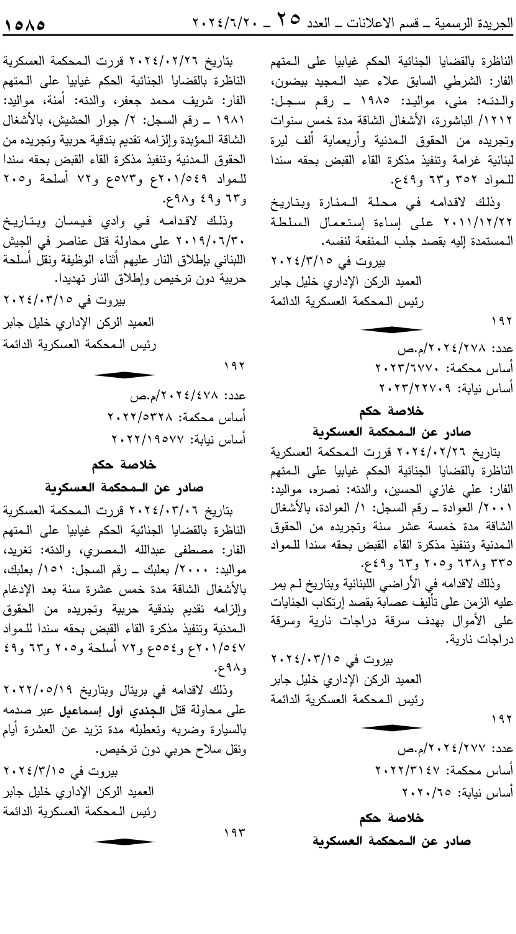 الجريدة الرسمية ــ قسم الاعلانات ــ العدد ٢٥ ــ ٢٠٢٤/٦/٢٠
١٥٨٥
الناظرة بالقضايا الجنائية الحكم غيابيا على المتهم
الفار: الشرطي السابق علاء عبد المجيد بيضون،
والدته: منى، مواليد: ١٩٨٥ ــ رقم سجل:
١٢١٢/ الباشورة، الأشغال الشاقة مدة خمس سنوات
وتجريده من الحقوق المدنية وأربعماية ألف ليرة
لبنانية غرامة وتنفيذ مذكرة القاء القبض بحقه سندا
للمواد ٣٥٢ و٦٣ و٤٩ع.
وذلك لاقدامه في محلة المنارة وبتاريخ
٢٠١١/١٢/٢٢ على إساءة إستعمال السلطة
المستمدة إليه بقصد جلب المنفعة لنفسه.
بيروت في ٢٠٢٤/٣/١٥
العميد الركن الإداري خليل جابر
رئيس المحكمة العسكرية الدائمة
١٩٢
عدد: ٢٠٢٤/٢٧٨/م.ص
أساس محكمة: ٢٠٢٣/٦٧٧٠
أساس نيابة: ٢٠٢٣/٢٢٧٠٩
خلاصة حكم
صادر عن المحكمة العسكرية
بتاريخ ٢٠٢٤/٠٢/٢٦ قررت المحكمة العسكرية
الناظرة بالقضايا الجنائية الحكم غيابيا على المتهم
الفار: علي غازي الحسين، والدته: نصره، مواليد:
٢٠٠١/ العوادة ــ رقم السجل: ١/ العوادة، بالأشغال
الشاقة مدة خمسة عشر سنة وتجريده من الحقوق
المدنية وتنفيذ مذكرة القاء القبض بحقه سندا للمواد
٣٣٥ و٦٣٨ و٢٠٥ و٦٣ و٤٩ع.
وذلك لاقدامه في الأراضي اللبنانية وبتاريخ لم يمر
عليه الزمن على تأليف عصابة بقصد إرتكاب الجنايات
على الأموال بهدف سرقة دراجات نارية وسرقة
دراجات نارية.
بيروت في ٢٠٢٤/٠٣/١٥
العميد الركن الإداري خليل جابر
رئيس المحكمة العسكرية الدائمة
١٩٢
عدد: ٢٠٢٤/٢٧٧/م.ص
أساس محكمة: ٢٠٢٢/٣١٤٧
أساس نيابة: ٢٠٢٠/٦٥
خلاصة حكم
صادر عن المحكمة العسكرية
بتاريخ ٢٠٢٤/٠٢/٢٦ قررت المحكمة العسكرية
الناظرة بالقضايا الجنائية الحكم غيابيا على المتهم
الفار: شريف محمد جعفر، والدته: أمنة، مواليد:
١٩٨١ ــ رقم السجل: ٢/ جوار الحشيش، بالأشغال
الشاقة المؤبدة وإلزامه تقديم بندقية حربية وتجريده من
الحقوق المدنية وتنفيذ مذكرة القاء القبض بحقه سندا
للمواد ٢٠١/٥٤٩ع و٥٧٣ع و٧٢ أسلحة و٢٠٥
و٦٣ و٤٩ و٩٨ع.
وذلك لاقدامه في وادي فيسان وبتاريخ
٢٠١٩/٠٦/٣٠ على محاولة قتل عناصر في الجيش
اللبناني بإطلاق النار عليهم أثناء الوظيفة ونقل أسلحة
حربية دون ترخيص وإطلاق النار تهديدا.
بيروت في ٢٠٢٤/٠٣/١٥
العميد الركن الإداري خليل جابر
رئيس المحكمة العسكرية الدائمة
١٩٢
عدد: ٢٠٢٤/٤٧٨/م.ص
أساس محكمة: ٢٠٢٢/٥٣٢٨
أساس نيابة: ٢٠٢٢/١٩٥٧٧
خلاصة حكم
صادر عن المحكمة العسكرية
بتاريخ ٢٠٢٤/٠٣/٠٦ قررت المحكمة العسكرية
الناظرة بالقضايا الجنائية الحكم غيابيا على المتهم
الفار: مصطفى عبدالله المصري، والدته: تغريد،
مواليد: ٢٠٠٠/ بعلبك ــ رقم السجل: ١٥١/ بعلبك،
بالأشغال الشاقة مدة خمس عشرة سنة بعد الإدغام
وإلزامه تقديم بندقية حربية وتجريده من الحقوق
المدنية وتنفيذ مذكرة القاء القبض بحقه سندا للمواد
٢٠١/٥٤٧ع و٥٥٤ع و٧٢ أسلحة و٢٠٥ و٦٣ و٤٩
و٩٨ع.
وذلك لاقدامه في بريتال وبتاريخ ٢٠٢٢/٠٥/١٩
على محاولة قتل الجندي أول إسماعيل عبر صدمه
بالسيارة وضربه وتعطيله مدة تزيد عن العشرة أيام
ونقل سلاح حربي دون ترخيص.
بيروت في ٢٠٢٤/٣/١٥
العميد الركن الإداري خليل جابر
رئيس المحكمة العسكرية الدائمة
١٩٣